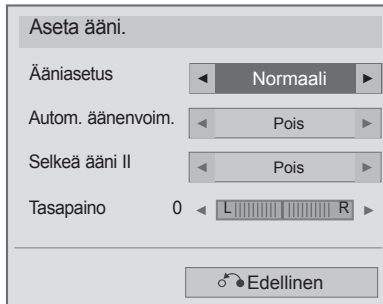 Aseta ääni.
Ääniasetus ◄ Normaali ►
Autom. äänenvoim. ◄ Pois ►
Selkeä ääni II ◄ Pois ►
Tasapaino 0 ◄ L R ►
Edellinen